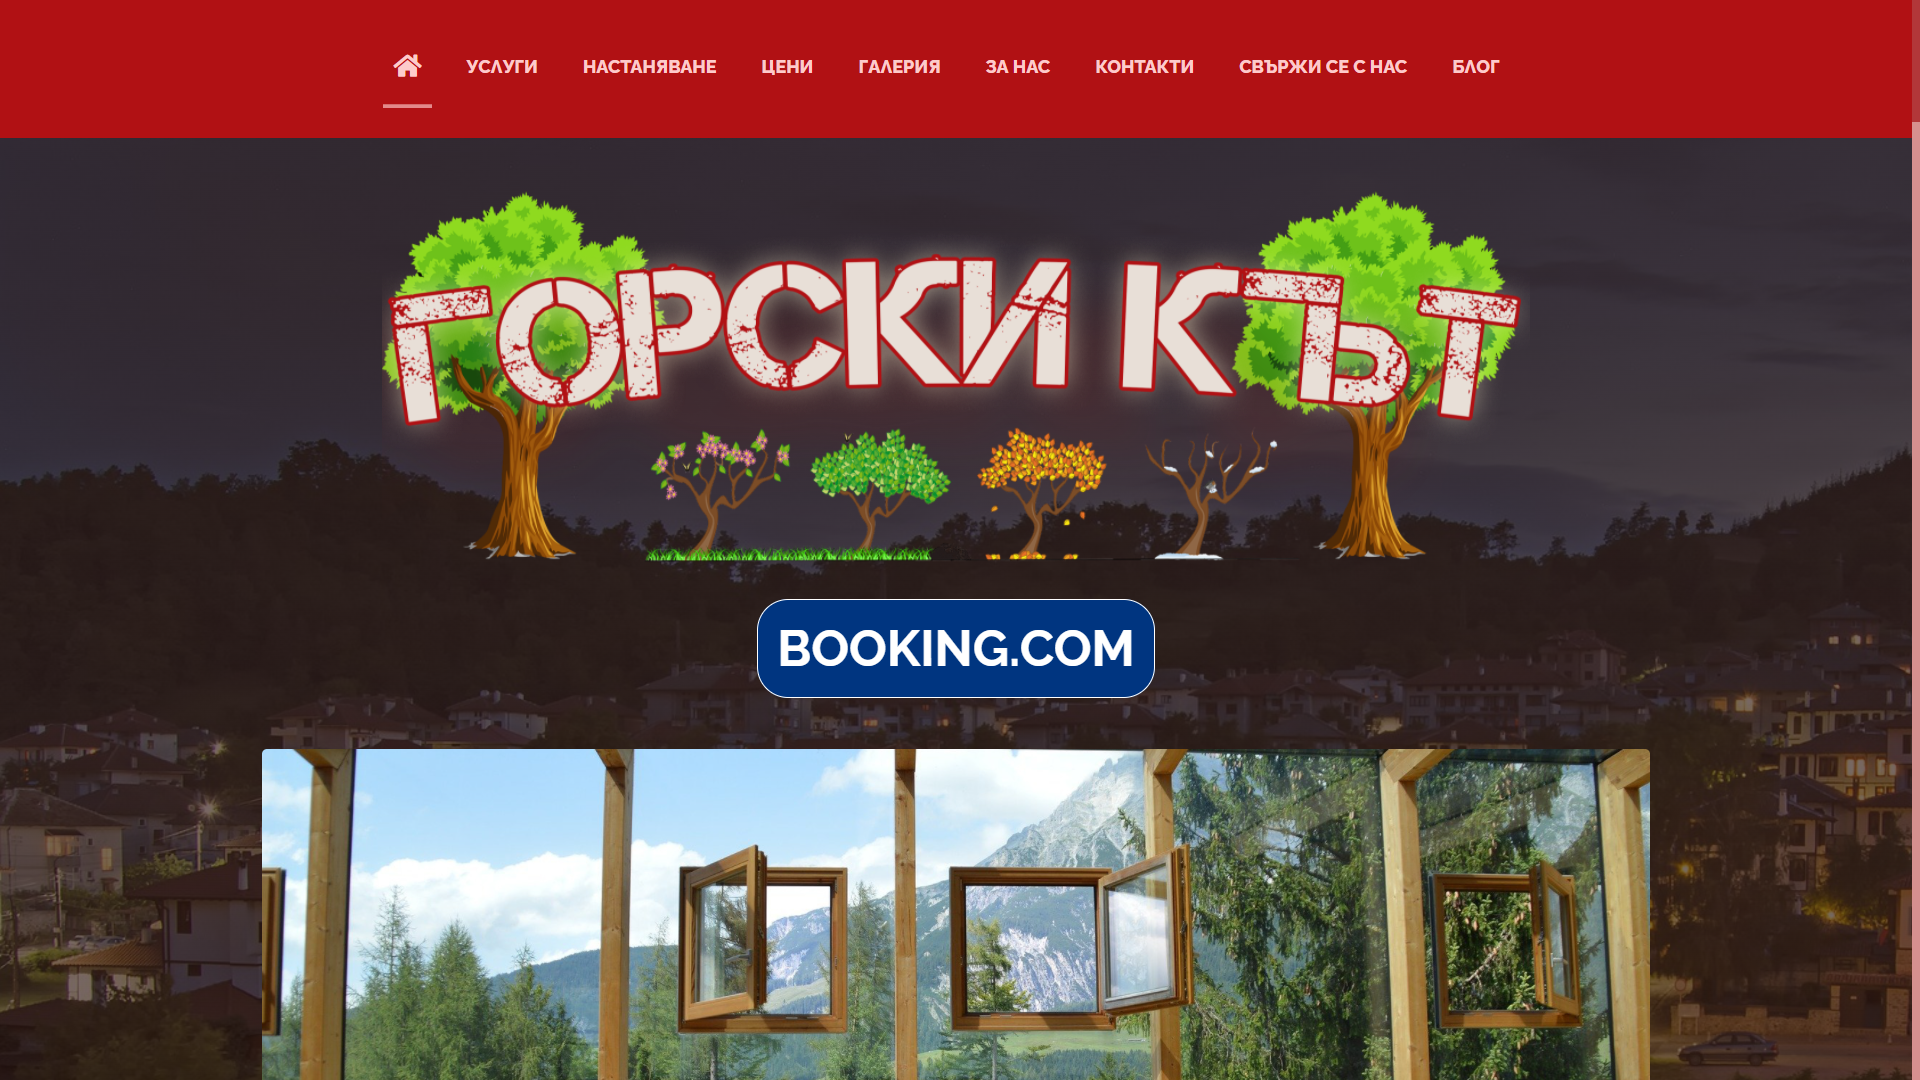 УСЛУГИ НАСТАНЯВАНЕ ЦЕНИ ГАЛЕРИЯ ЗА НАС КОНТАКТИ СВЪРЖИ СЕ С НАС БЛОГ
ГОРСКИ КЪТ
BOOKING.COM